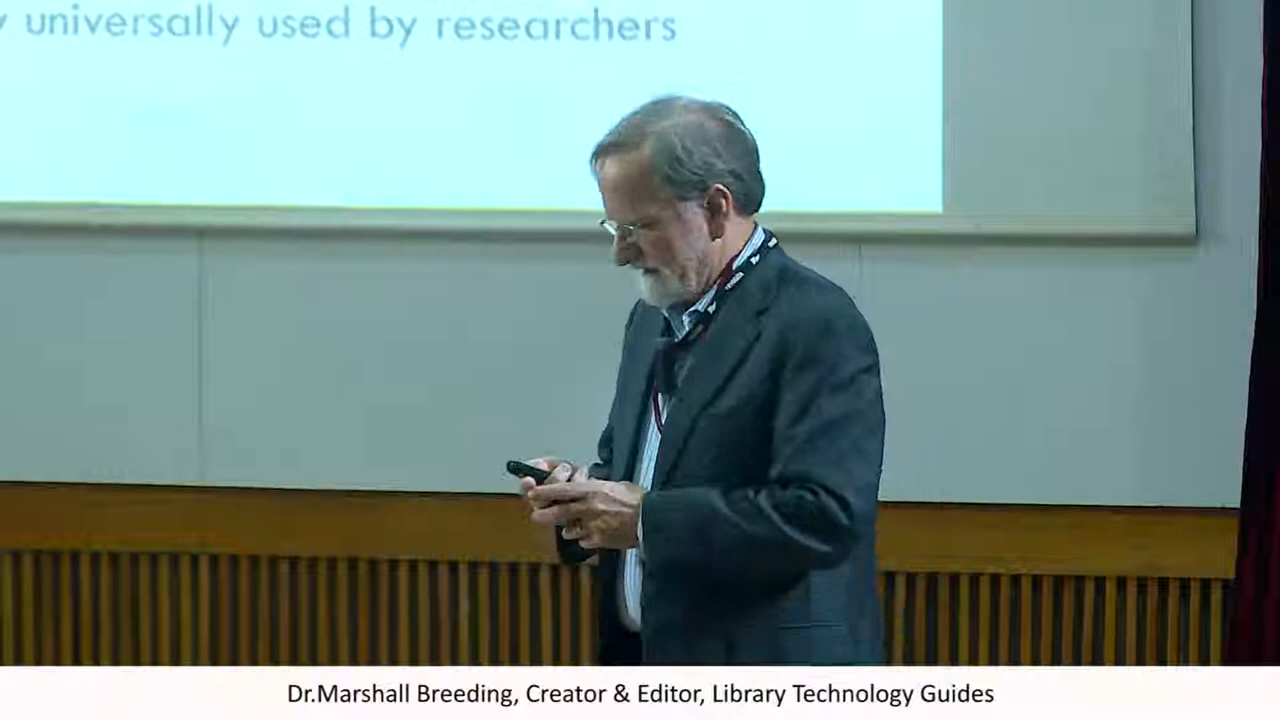 universally used by researchers
Dr.Marshall Breeding, Creator & Editor, Library Technology Guides